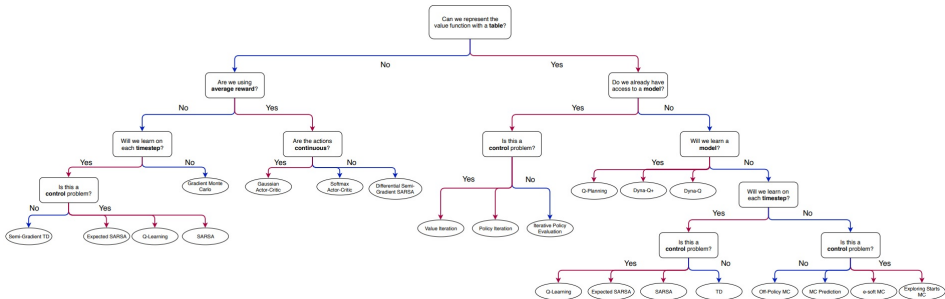 Can we represent the
value function with a table?
No
Yes
Are we using
average reward?
Do we already have
access to a model?
No
Yes
Yes
No
Will we learn on
each timestep?
Are the actions
continuous?
Is this a
control problem?
Will we learn a
model?
Yes
No
Yes
No
Yes
No
Yes
No
Is this a
control problem?
Gradient Monte
Carlo
Gaussian
Actor-Critic
Softmax
Actor-Critic
Differential Semi-
Gradient SARSA
Q-Planning
Dyna-Q+
Dyna-Q
Will we learn on
each timestep?
No
Yes
Yes
No
Semi-Gradient TD
Expected SARSA
Q-Learning
SARSA
Value Iteration
Policy Iteration
Iterative Policy
Evaluation
Is this a
control problem?
Is this a
control problem?
Yes
No
No
Yes
Q-Learning
Expected SARSA
SARSA
TD
Off-Policy MC
MC Prediction
e-soft MC
Exploring Starts
MC